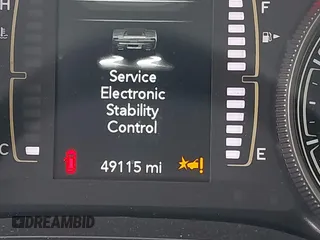 H
F
Service
Electronic
Stability
Control
C
49115 mi
E
DREAMBID